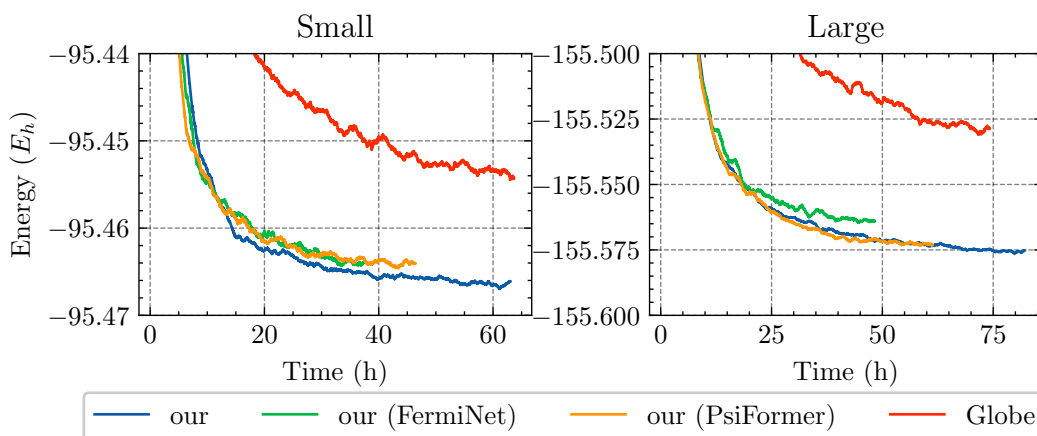 Small
Large
Energy (E_h)
−95.44
−95.45
−95.46
−95.47
0
20
40
60
Time (h)
−155.500
−155.525
−155.550
−155.575
−155.600
0
25
50
75
Time (h)
our
our (FermiNet)
our (PsiFormer)
Globe